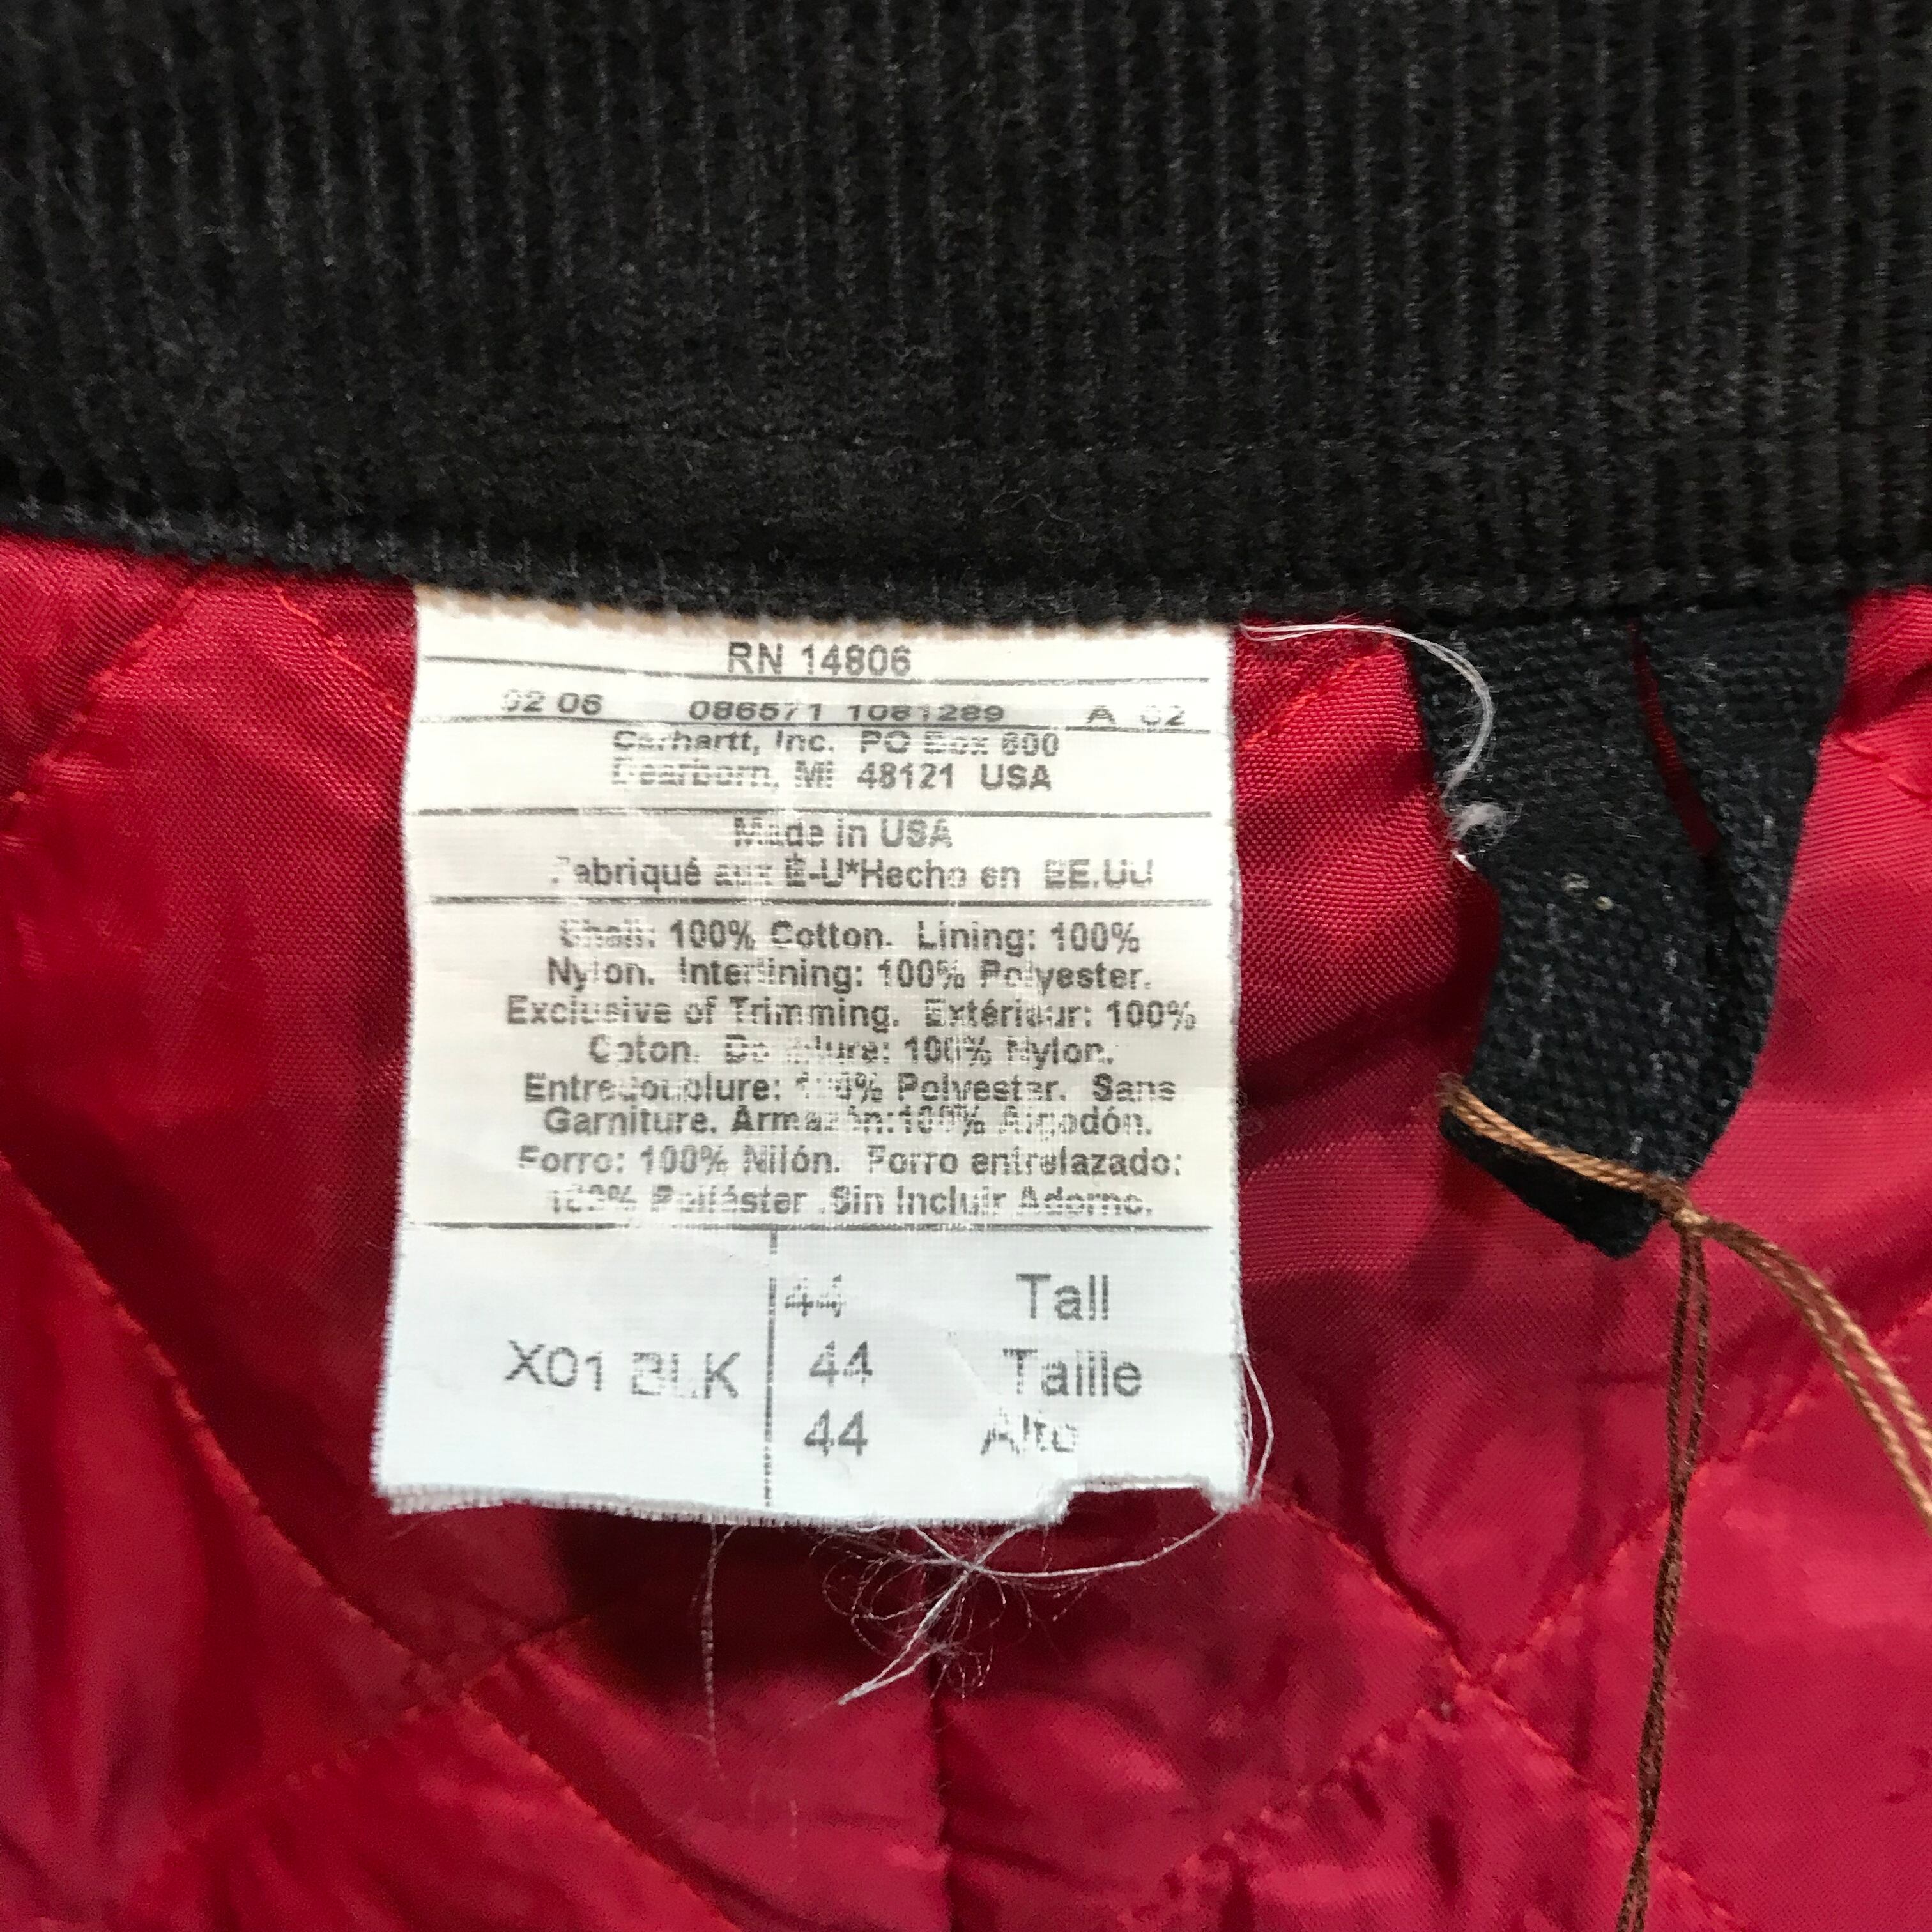 RN 14806
02 06 086571 1081289 A 02
Carhartt, Inc. PO Box 600
Dearborn, MI 48121 USA
Made in USA
Fabriqué aux É-U*Hecho en EE.UU
Shell: 100% Cotton. Lining: 100%
Nylon. Interlining: 100% Polyester.
Exclusive of Trimming. Extérieur: 100%
Coton. Doublure: 100% Nylon.
Entredoublure: 100% Polyester. Sans
Garniture. Armazón:100% Algodón.
Forro: 100% Nilón. Forro entrelazado:
100% Poliéster .Sin Incluir Adorno.
44 Tall
X01 BLK 44 Taille
44 Alto